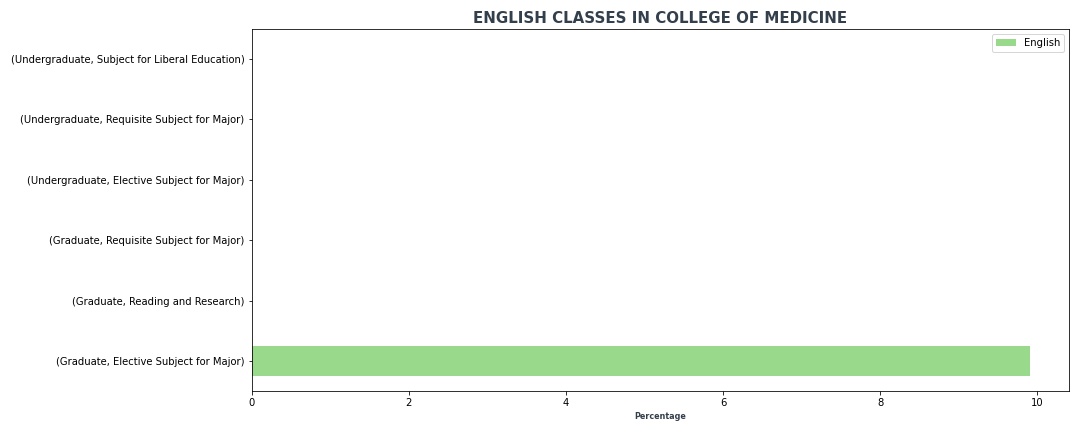 ENGLISH CLASSES IN COLLEGE OF MEDICINE
English
(Undergraduate, Subject for Liberal Education)
(Undergraduate, Requisite Subject for Major)
(Undergraduate, Elective Subject for Major)
(Graduate, Requisite Subject for Major)
(Graduate, Reading and Research)
(Graduate, Elective Subject for Major)
0 2 4 6 8 10
Percentage